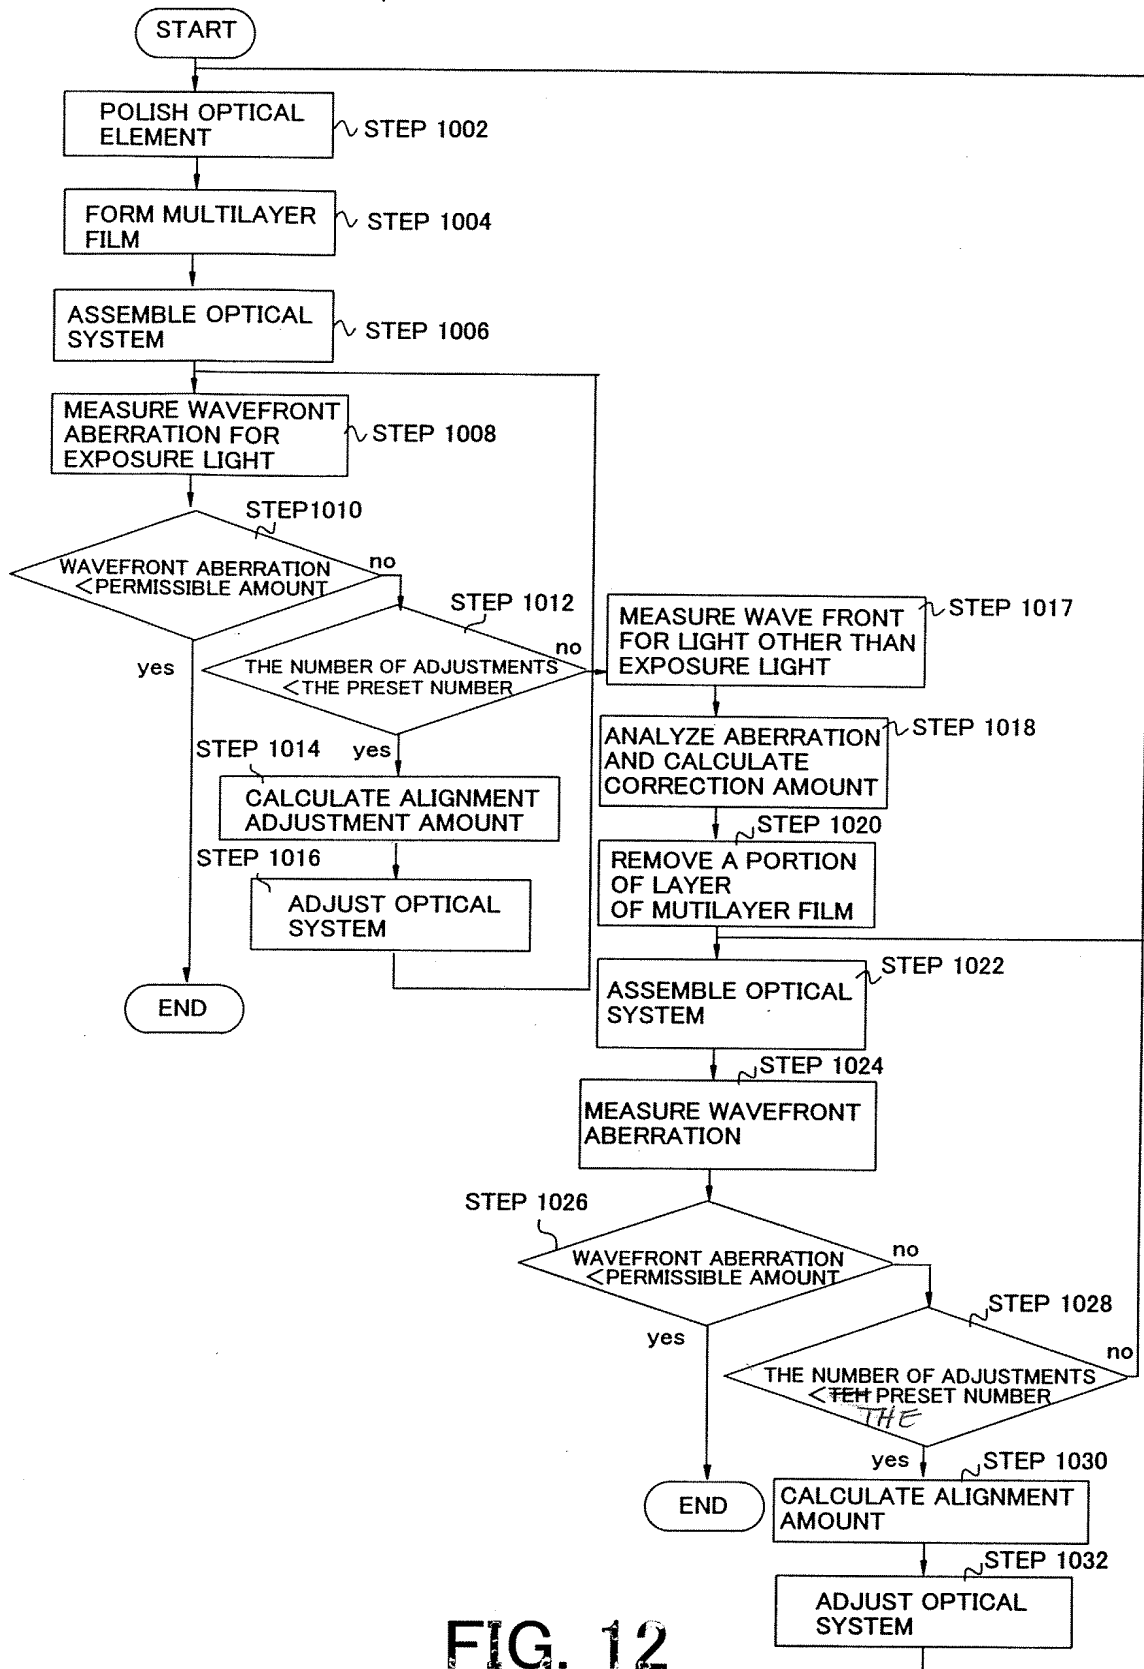 START
POLISH OPTICAL
ELEMENT
STEP 1002
FORM MULTILAYER
FILM
STEP 1004
ASSEMBLE OPTICAL
SYSTEM
STEP 1006
MEASURE WAVEFRONT
ABERRATION FOR
EXPOSURE LIGHT
STEP 1008
STEP1010
WAVEFRONT ABERRATION
<PERMISSIBLE AMOUNT
no
yes
STEP 1012
THE NUMBER OF ADJUSTMENTS
<THE PRESET NUMBER
no
yes
STEP 1014
CALCULATE ALIGNMENT
ADJUSTMENT AMOUNT
STEP 1016
ADJUST OPTICAL
SYSTEM
END
MEASURE WAVE FRONT
FOR LIGHT OTHER THAN
EXPOSURE LIGHT
STEP 1017
ANALYZE ABERRATION
AND CALCULATE
CORRECTION AMOUNT
STEP 1018
STEP 1020
REMOVE A PORTION
OF LAYER
OF MUTILAYER FILM
STEP 1022
ASSEMBLE OPTICAL
SYSTEM
STEP 1024
MEASURE WAVEFRONT
ABERRATION
STEP 1026
WAVEFRONT ABERRATION
<PERMISSIBLE AMOUNT
no
yes
END
STEP 1028
THE NUMBER OF ADJUSTMENTS
<TEH PRESET NUMBER
THE
no
yes
STEP 1030
CALCULATE ALIGNMENT
AMOUNT
STEP 1032
ADJUST OPTICAL
SYSTEM
FIG. 12